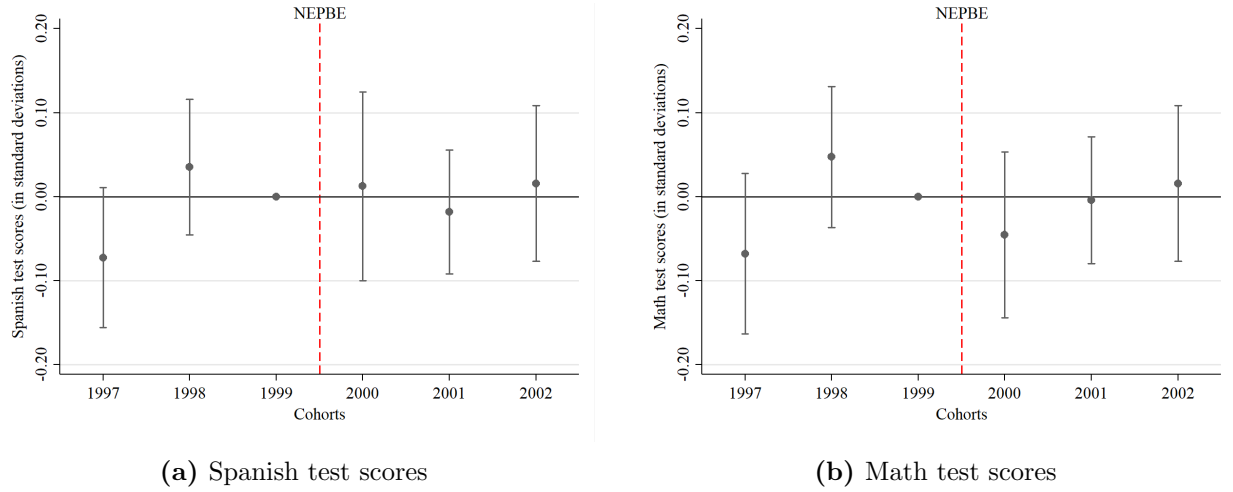 NEPBE
0.20
0.10
0.00
-0.10
-0.20
Spanish test scores (in standard deviations)
1997 1998 1999 2000 2001 2002
Cohorts
(a) Spanish test scores
NEPBE
0.20
0.10
0.00
-0.10
-0.20
Math test scores (in standard deviations)
1997 1998 1999 2000 2001 2002
Cohorts
(b) Math test scores